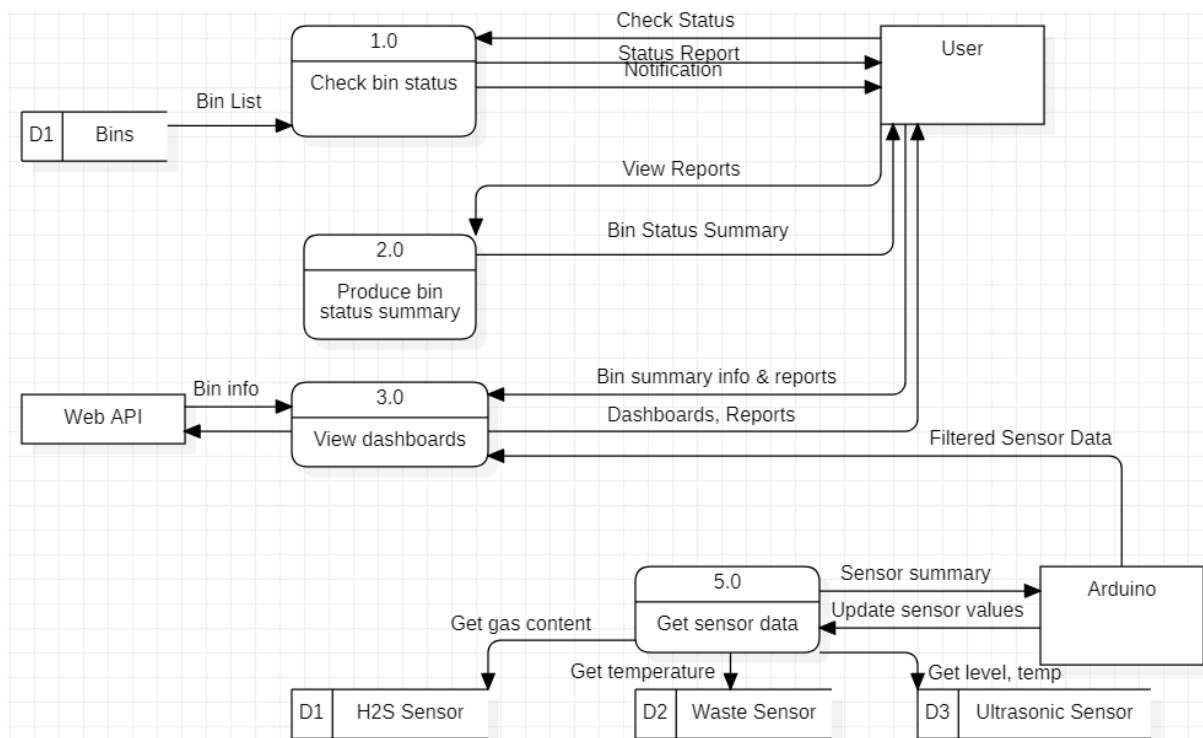 Check Status
1.0
User
Status Report
Notification
Check bin status
Bin List
D1
Bins
View Reports
2.0
Bin Status Summary
Produce bin
status summary
Bin info
3.0
Bin summary info & reports
Web API
Dashboards, Reports
View dashboards
Filtered Sensor Data
5.0
Sensor summary
Arduino
Update sensor values
Get gas content
Get sensor data
Get temperature
Get level, temp
D1
H2S Sensor
D2
Waste Sensor
D3
Ultrasonic Sensor